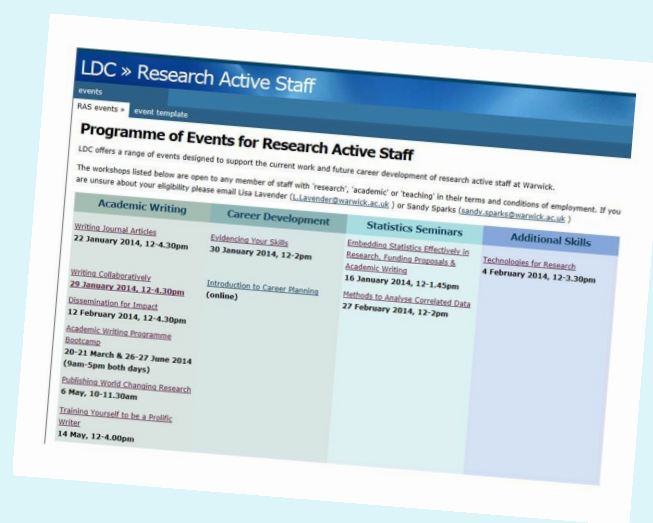 LDC » Research Active Staff
events
RAS events » event template
Programme of Events for Research Active Staff
LDC offers a range of events designed to support the current work and future career development of research active staff at Warwick.
The workshops listed below are open to any member of staff with 'research', 'academic' or 'teaching' in their terms and conditions of employment. If you
are unsure about your eligibility please email Lisa Lavender (L.Lavender@warwick.ac.uk ) or Sandy Sparks (sandy.sparks@warwick.ac.uk )
Academic Writing
Writing Journal Articles
22 January 2014, 12-4.30pm
Writing Collaboratively
29 January 2014, 12-4.30pm
Dissemination for Impact
12 February 2014, 12-4.30pm
Academic Writing Programme
Bootcamp
20-21 March & 26-27 June 2014
(9am-5pm both days)
Publishing World Changing Research
6 May, 10-11.30am
Training Yourself to be a Prolific
Writer
14 May, 12-4.00pm
Career Development
Evidencing Your Skills
30 January 2014, 12-2pm
Introduction to Career Planning
(online)
Statistics Seminars
Embedding Statistics Effectively in
Research, Funding Proposals &
Academic Writing
16 January 2014, 12-1.45pm
Methods to Analyse Correlated Data
27 February 2014, 12-2pm
Additional Skills
Technologies for Research
4 February 2014, 12-3.30pm